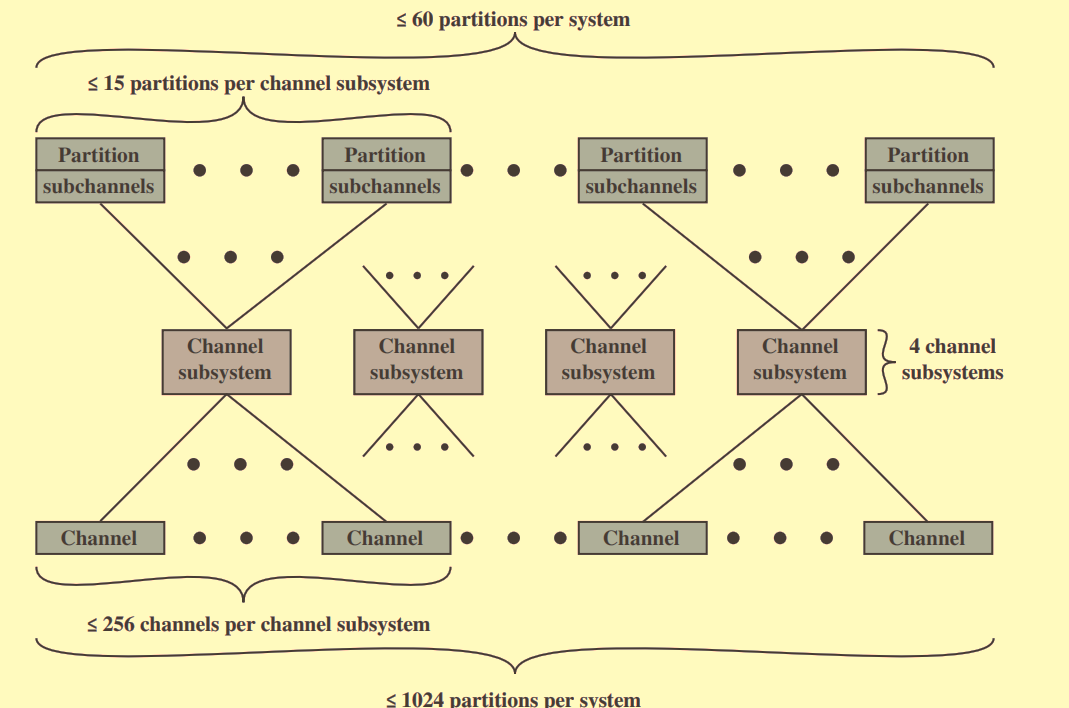 ≤ 60 partitions per system
≤ 15 partitions per channel subsystem
Partition
subchannels
Partition
subchannels
Partition
subchannels
Partition
subchannels
Channel
subsystem
Channel
subsystem
Channel
subsystem
Channel
subsystem
4 channel
subsystems
Channel
Channel
Channel
Channel
≤ 256 channels per channel subsystem
≤ 1024 partitions per system